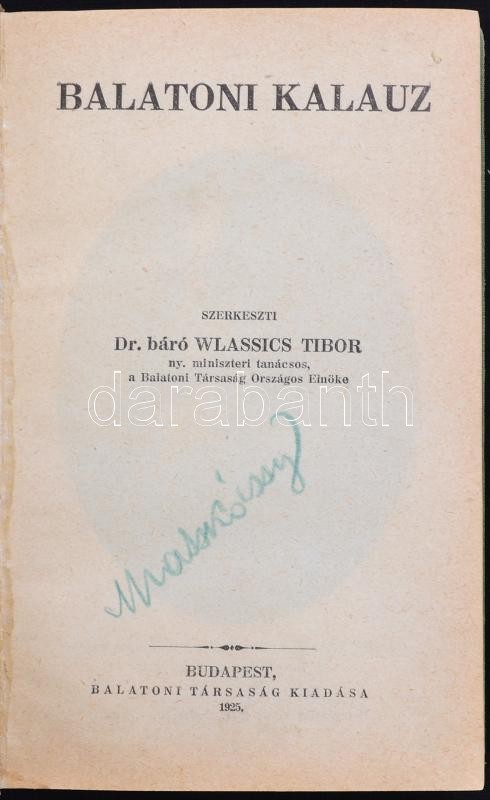 BALATONI KALAUZ
SZERKESZTI
Dr. báró WLASSICS TIBOR
ny. miniszteri tanácsos,
a Balatoni Társaság Országos Elnöke
darabanth
BUDAPEST,
BALATONI TÁRSASÁG KIADÁSA
1925.